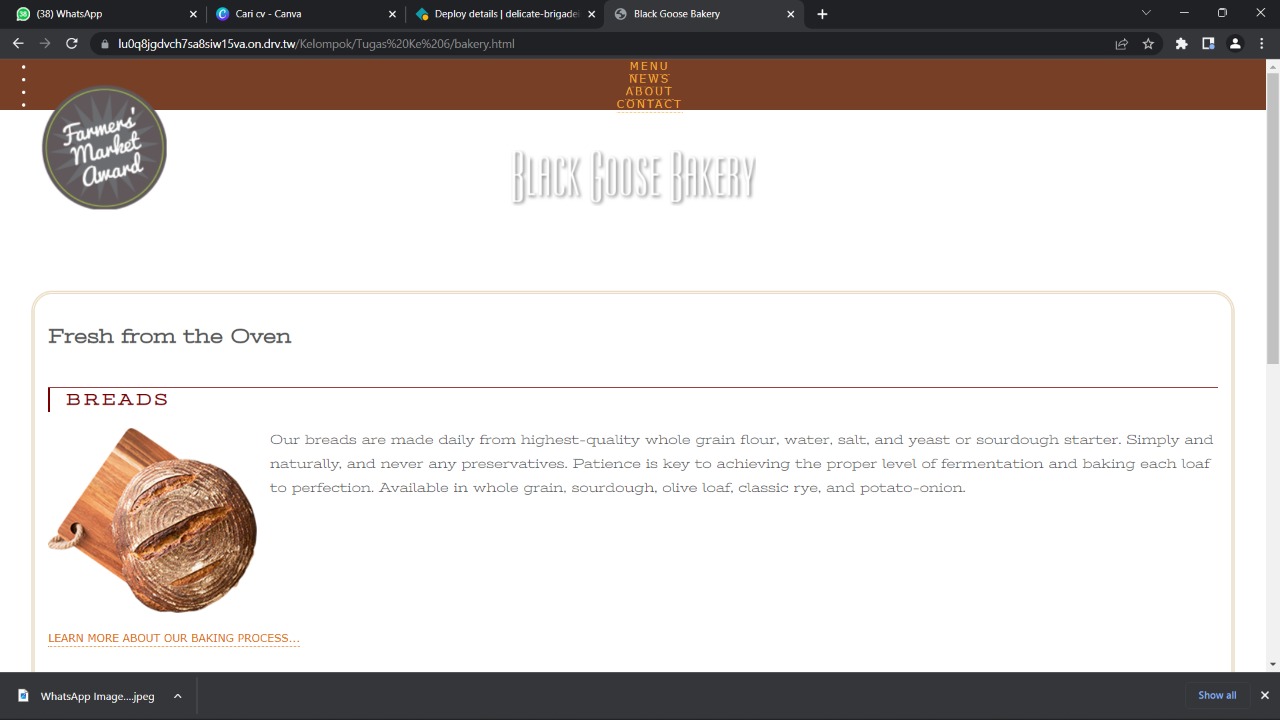 (38) WhatsApp
Cari cv - Canva
Deploy details | delicate-brigadei
Black Goose Bakery
lu0q8jgdvch7sa8siw15va.on.drv.tw/Kelompok/Tugas%20Ke%206/bakery.html
MENU
NEWS
ABOUT
CONTACT
Farmers'
Market
Award
Black Goose Bakery
Fresh from the Oven
BREADS
Our breads are made daily from highest-quality whole grain flour, water, salt, and yeast or sourdough starter. Simply and
naturally, and never any preservatives. Patience is key to achieving the proper level of fermentation and baking each loaf
to perfection. Available in whole grain, sourdough, olive loaf, classic rye, and potato-onion.
LEARN MORE ABOUT OUR BAKING PROCESS...
WhatsApp Image....jpeg
Show all